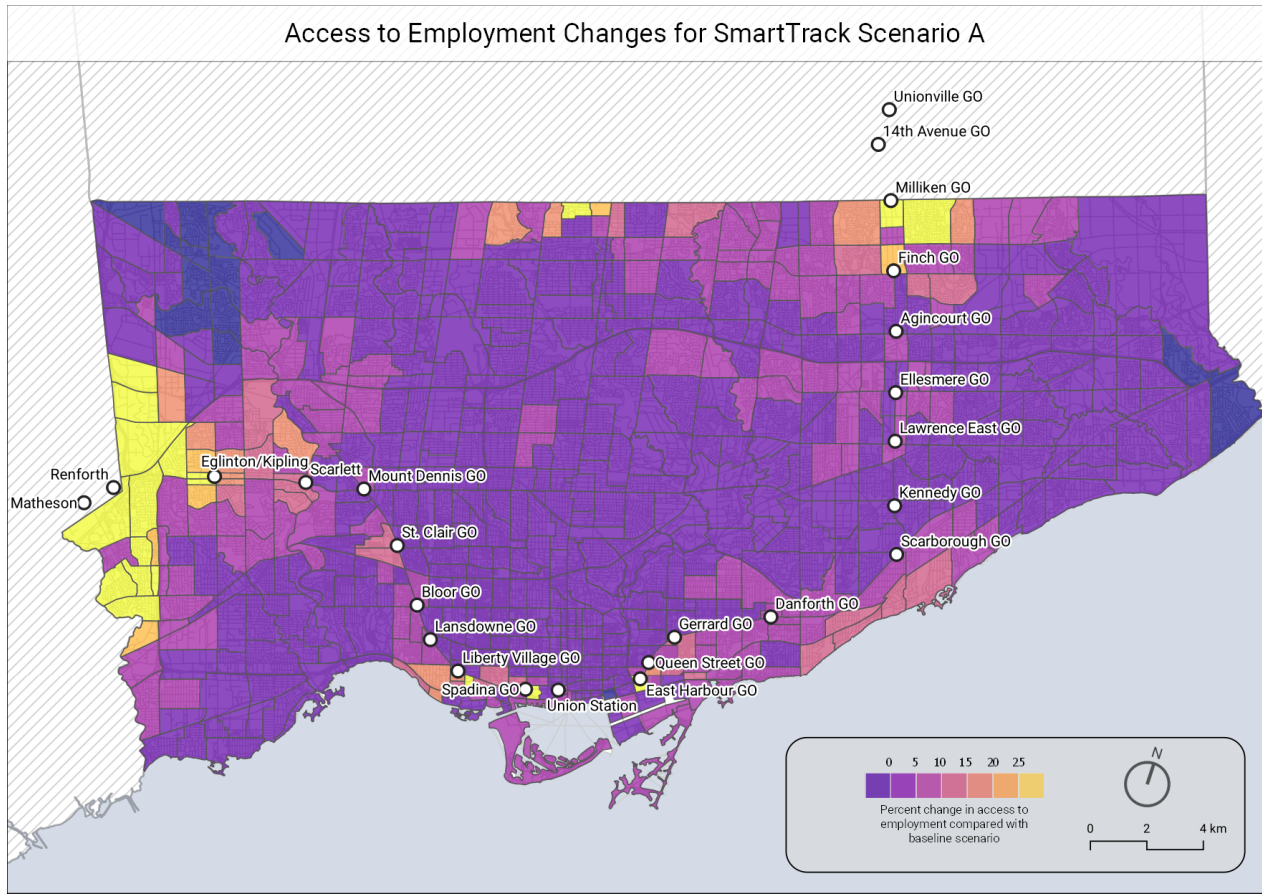 Access to Employment Changes for SmartTrack Scenario A
Unionville GO
14th Avenue GO
Milliken GO
Finch GO
Agincourt GO
Ellesmere GO
Lawrence East GO
Eglinton/Kipling
Scarlett
Renforth
Mount Dennis GO
Matheson
Kennedy GO
St. Clair GO
Scarborough GO
Bloor GO
Danforth GO
Lansdowne GO
Gerrard GO
Liberty Village GO
Queen Street GO
Spadina GO
East Harbour GO
Union Station
0 5 10 15 20 25
Percent change in access to
employment compared with
baseline scenario
N
0 2 4 km